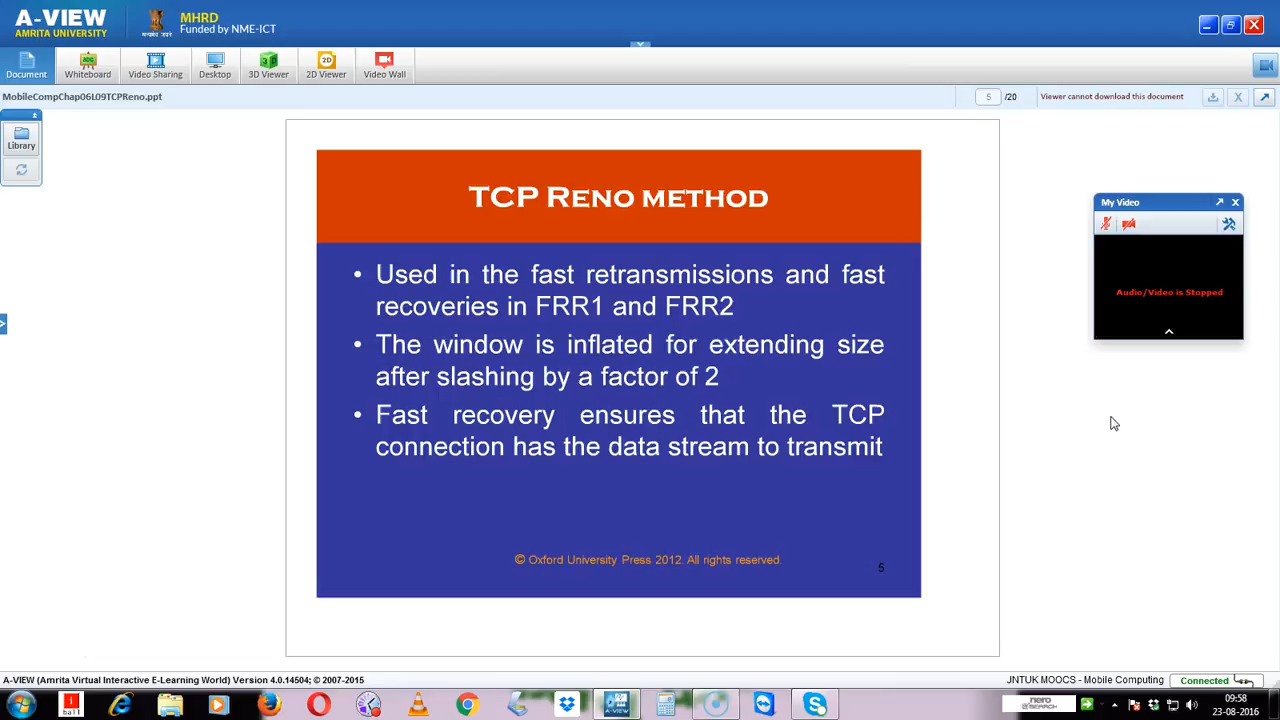 A-VIEW
AMRITA UNIVERSITY
MHRD
Funded by NME-ICT
Document
Whiteboard
Video Sharing
Desktop
3D Viewer
2D Viewer
Video Wall
MobileCompChap06L09TCPReno.ppt
5 /20
Viewer cannot download this document
Library
TCP Reno method
• Used in the fast retransmissions and fast
recoveries in FRR1 and FRR2
• The window is inflated for extending size
after slashing by a factor of 2
• Fast recovery ensures that the TCP
connection has the data stream to transmit
© Oxford University Press 2012. All rights reserved.
5
My Video
Audio/Video is Stopped
A-VIEW (Amrita Virtual Interactive E-Learning World) Version 4.0.14504; © 2007-2015
JNTUK MOOCS - Mobile Computing
Connected
nero
SEARCH
09:58
23-08-2016